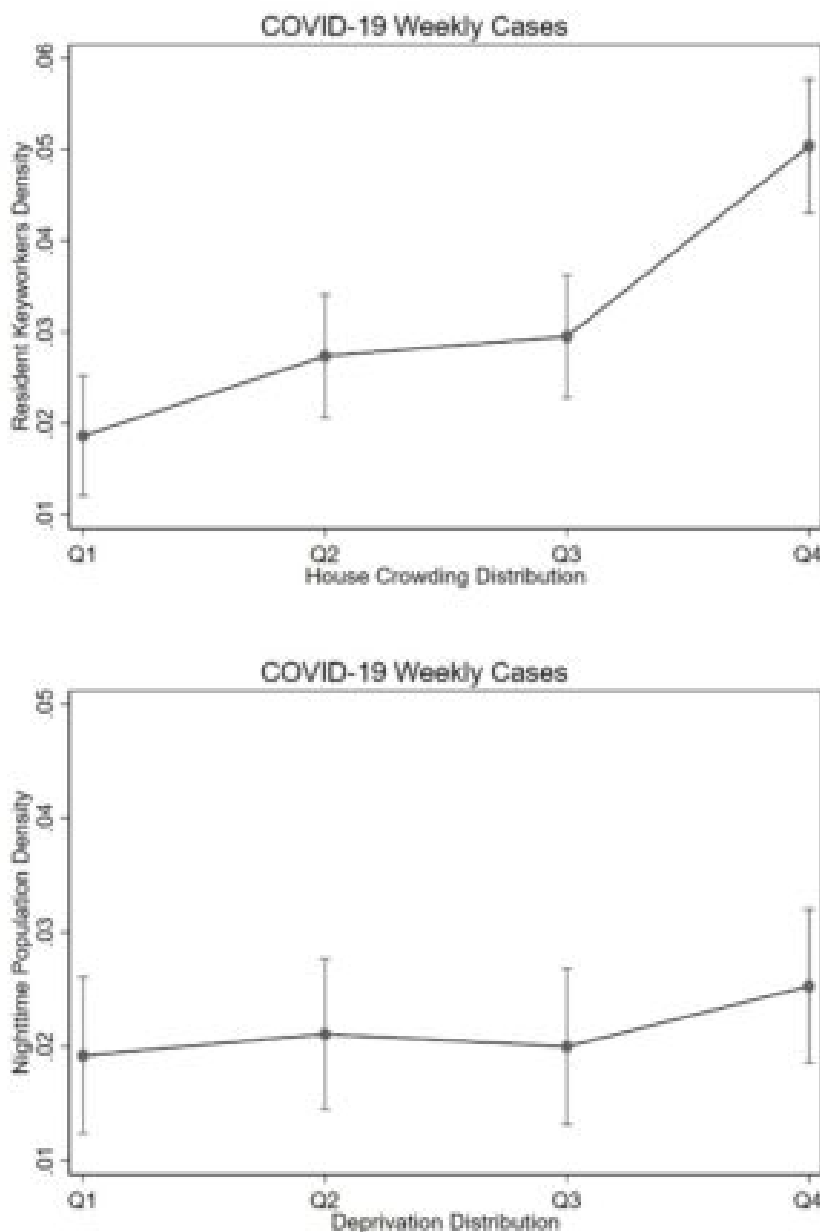 COVID-19 Weekly Cases
Resident Keyworkers Density
.06
.05
.04
.03
.02
.01
Q1 Q2 Q3 Q4
House Crowding Distribution
COVID-19 Weekly Cases
Nighttime Population Density
.05
.04
.03
.02
.01
Q1 Q2 Q3 Q4
Deprivation Distribution